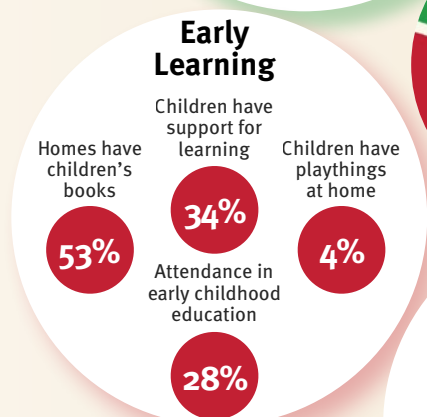 Early
Learning
Children have
support for
learning
34%
Homes have
children's
books
53%
Children have
playthings
at home
4%
Attendance in
early childhood
education
28%